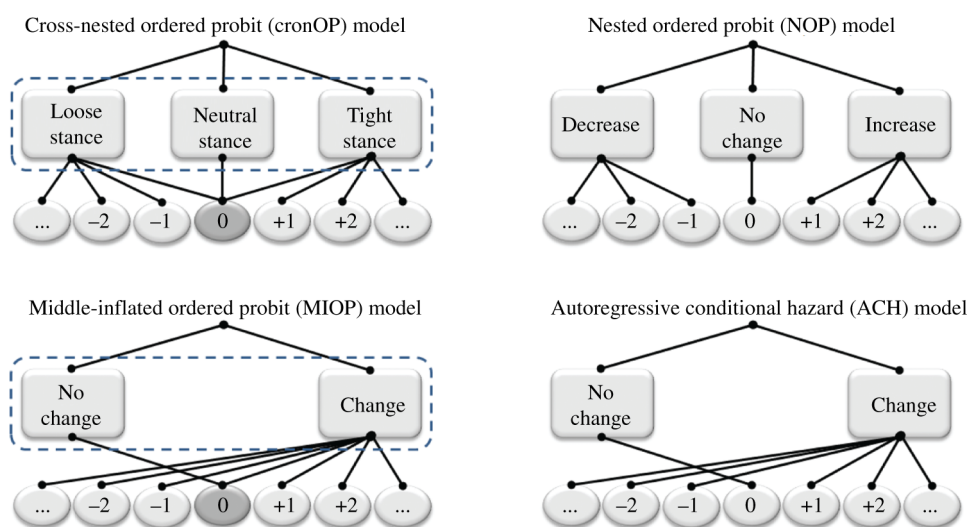 Cross-nested ordered probit (cronOP) model
Loose
stance
Neutral
stance
Tight
stance
... –2 –1 0 +1 +2 ...
Nested ordered probit (NOP) model
Decrease
No
change
Increase
... –2 –1 0 +1 +2 ...
Middle-inflated ordered probit (MIOP) model
No
change
Change
... –2 –1 0 +1 +2 ...
Autoregressive conditional hazard (ACH) model
No
change
Change
... –2 –1 0 +1 +2 ...